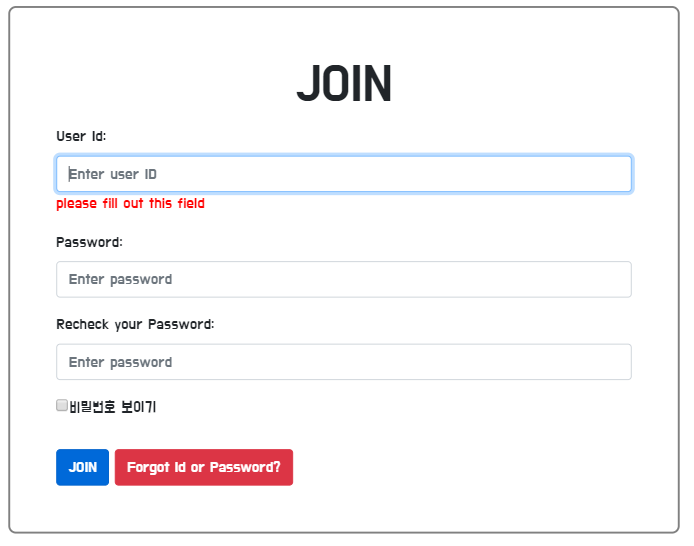 JOIN
User Id:
Enter user ID
please fill out this field
Password:
Enter password
Recheck your Password:
Enter password
비밀번호 보이기
JOIN Forgot Id or Password?